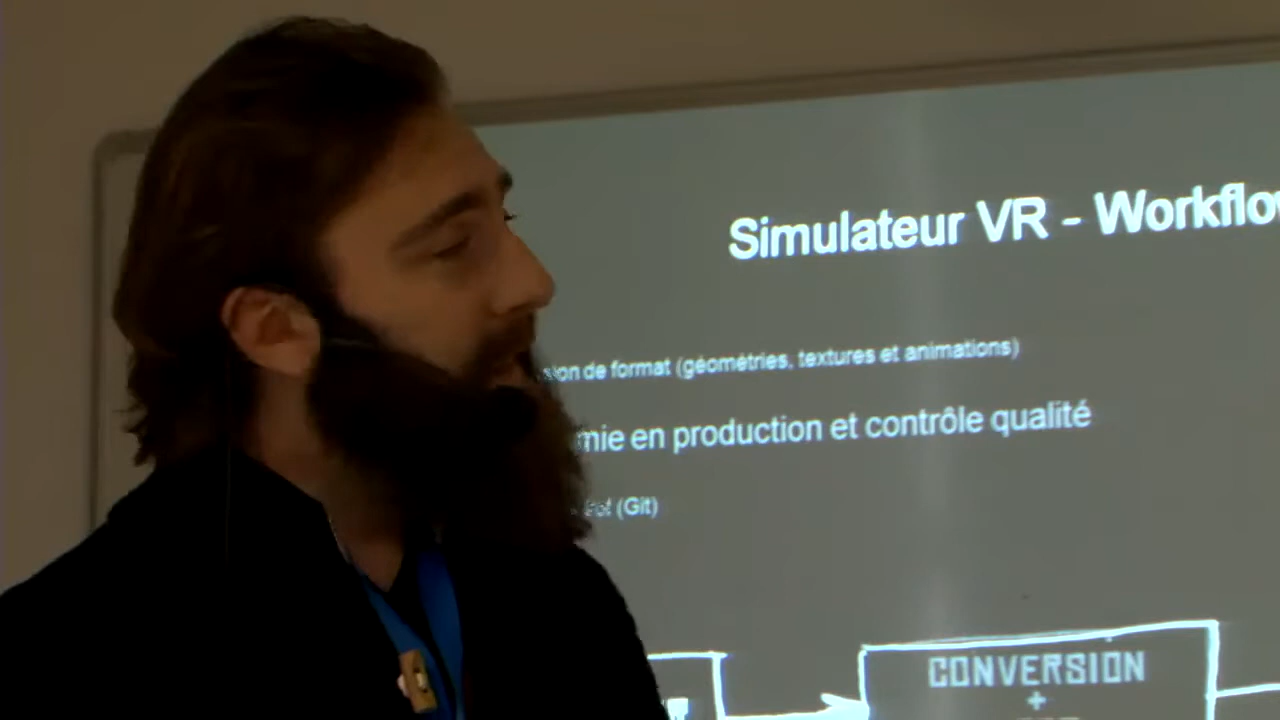 Simulateur VR - Workflo
sion de format (géométries, textures et animations)
mie en production et contrôle qualité
(Git)
CONVERSION
+